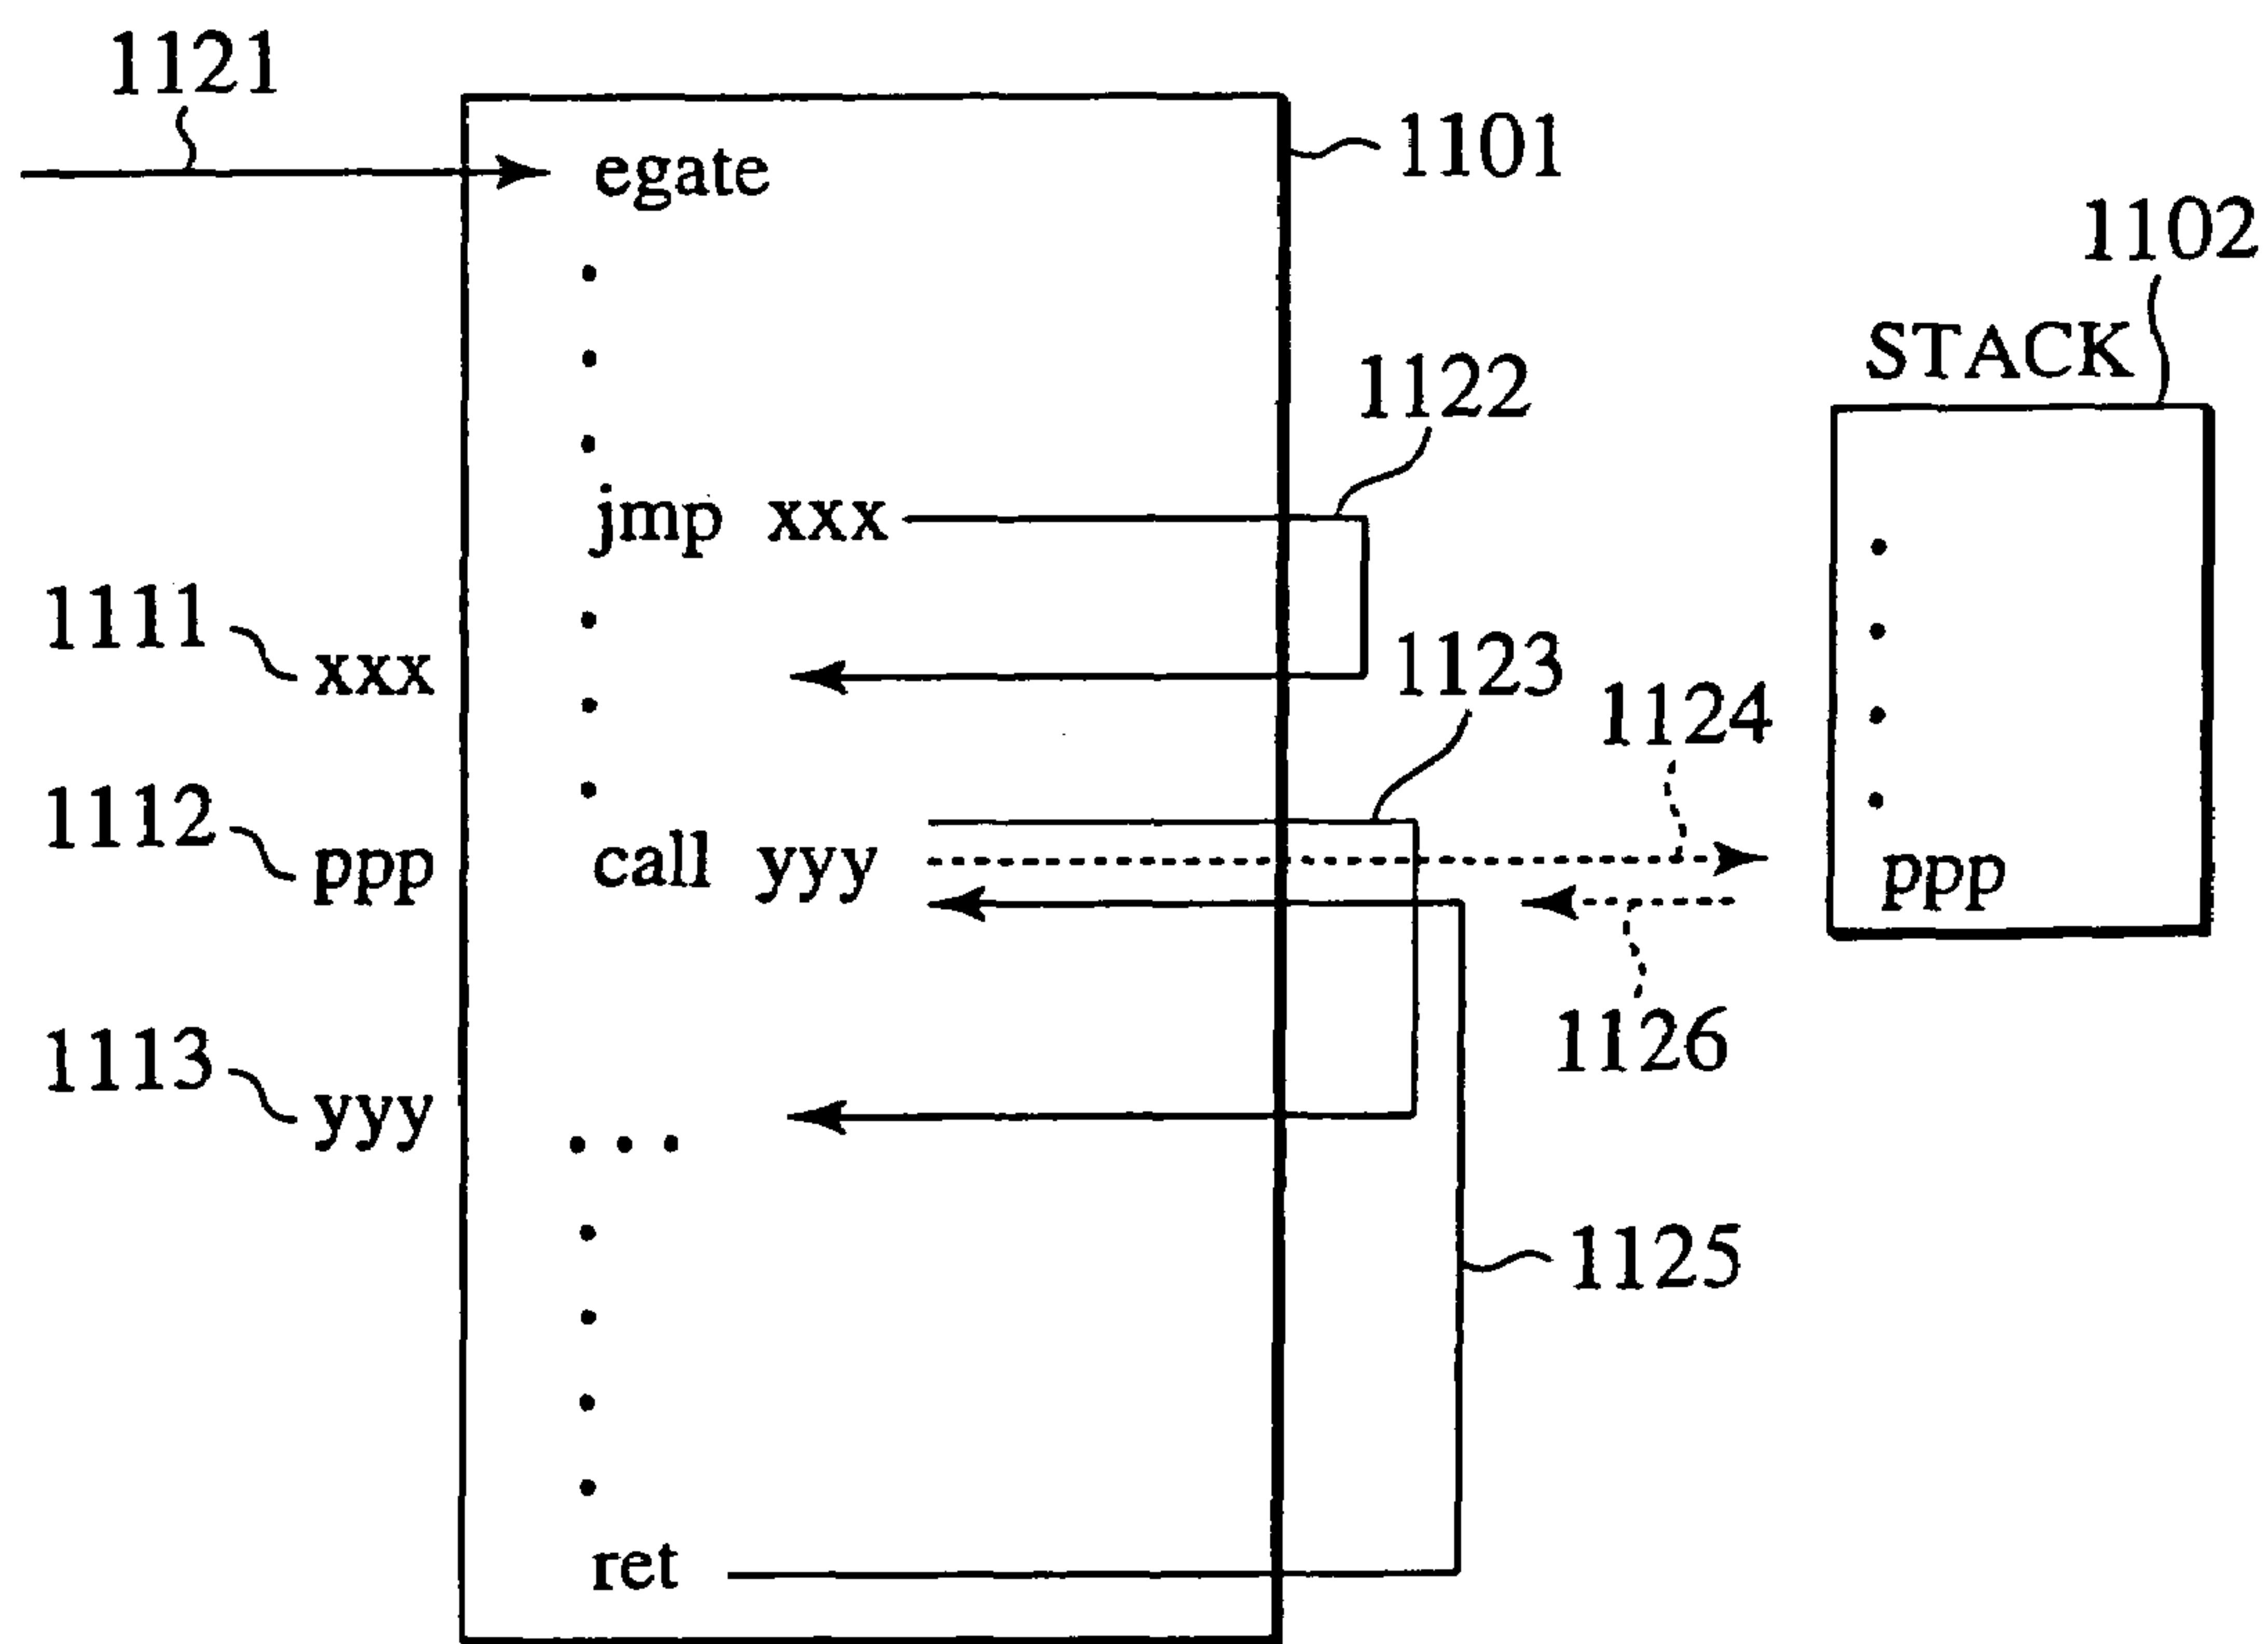 1121
egate
1101
1102
STACK
1122
jmp xxx
1111
xxx
1123
1124
1112
ppp
call yyy
ppp
1126
1113
yyy
1125
ret